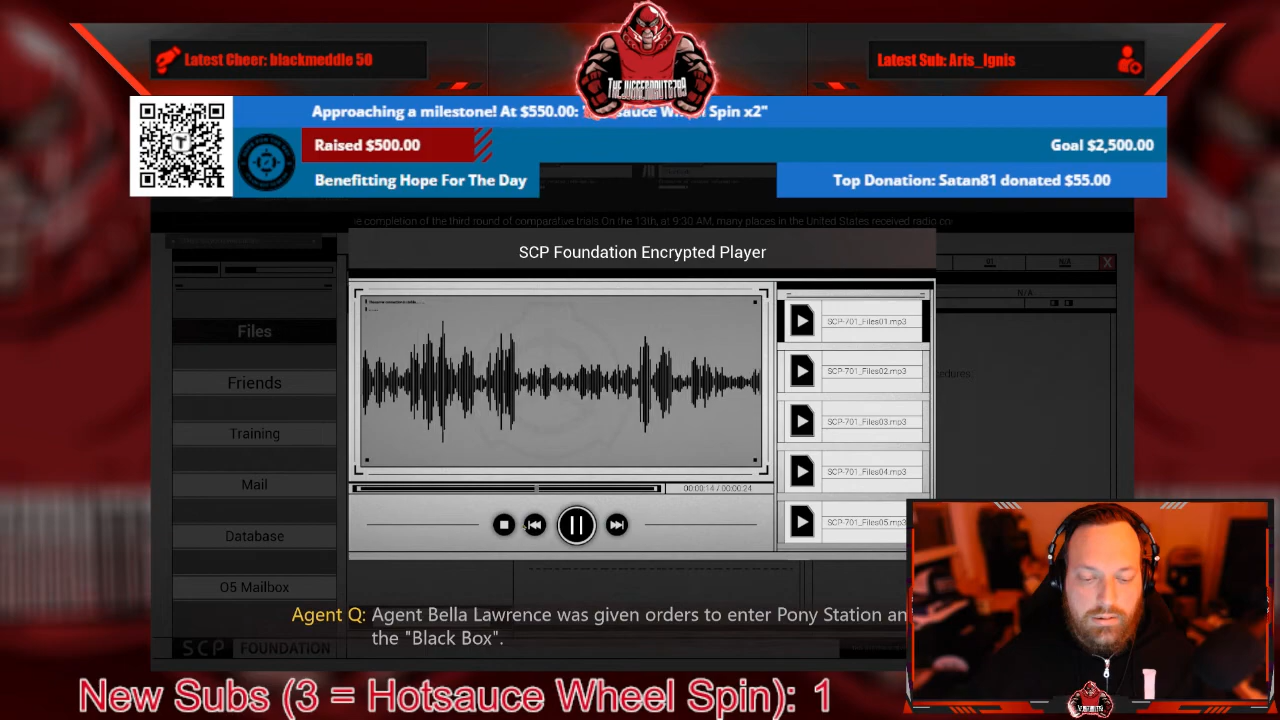 Latest Cheer: blackmeddle 50
Latest Sub: Aris_Ignis
THEJUGGERNAUTS789
Approaching a milestone! At $550.00: "
sauce W
Spin x2"
Raised $500.00
Goal $2,500.00
Benefitting Hope For The Day
Top Donation: Satan81 donated $55.00
e completion of the third round of comparative trials On the 13th, at 9:30 AM, many places in the United States received radio co
SCP Foundation Encrypted Player
01
N/A
X
N/A
SCP-701_Files01.mp3
Files
SCP-701_Files02.mp3
edures:
Friends
SCP-701_Files03.mp3
Training
SCP-701_Files04.mp3
Mail
00:00:14 / 00:00:24
SCP-701_Files05.mp3
Database
O5 Mailbox
Agent Q: Agent Bella Lawrence was given orders to enter Pony Station an
the "Black Box".
SCP FOUNDATION
New Subs (3 = Hotsauce Wheel Spin): 1